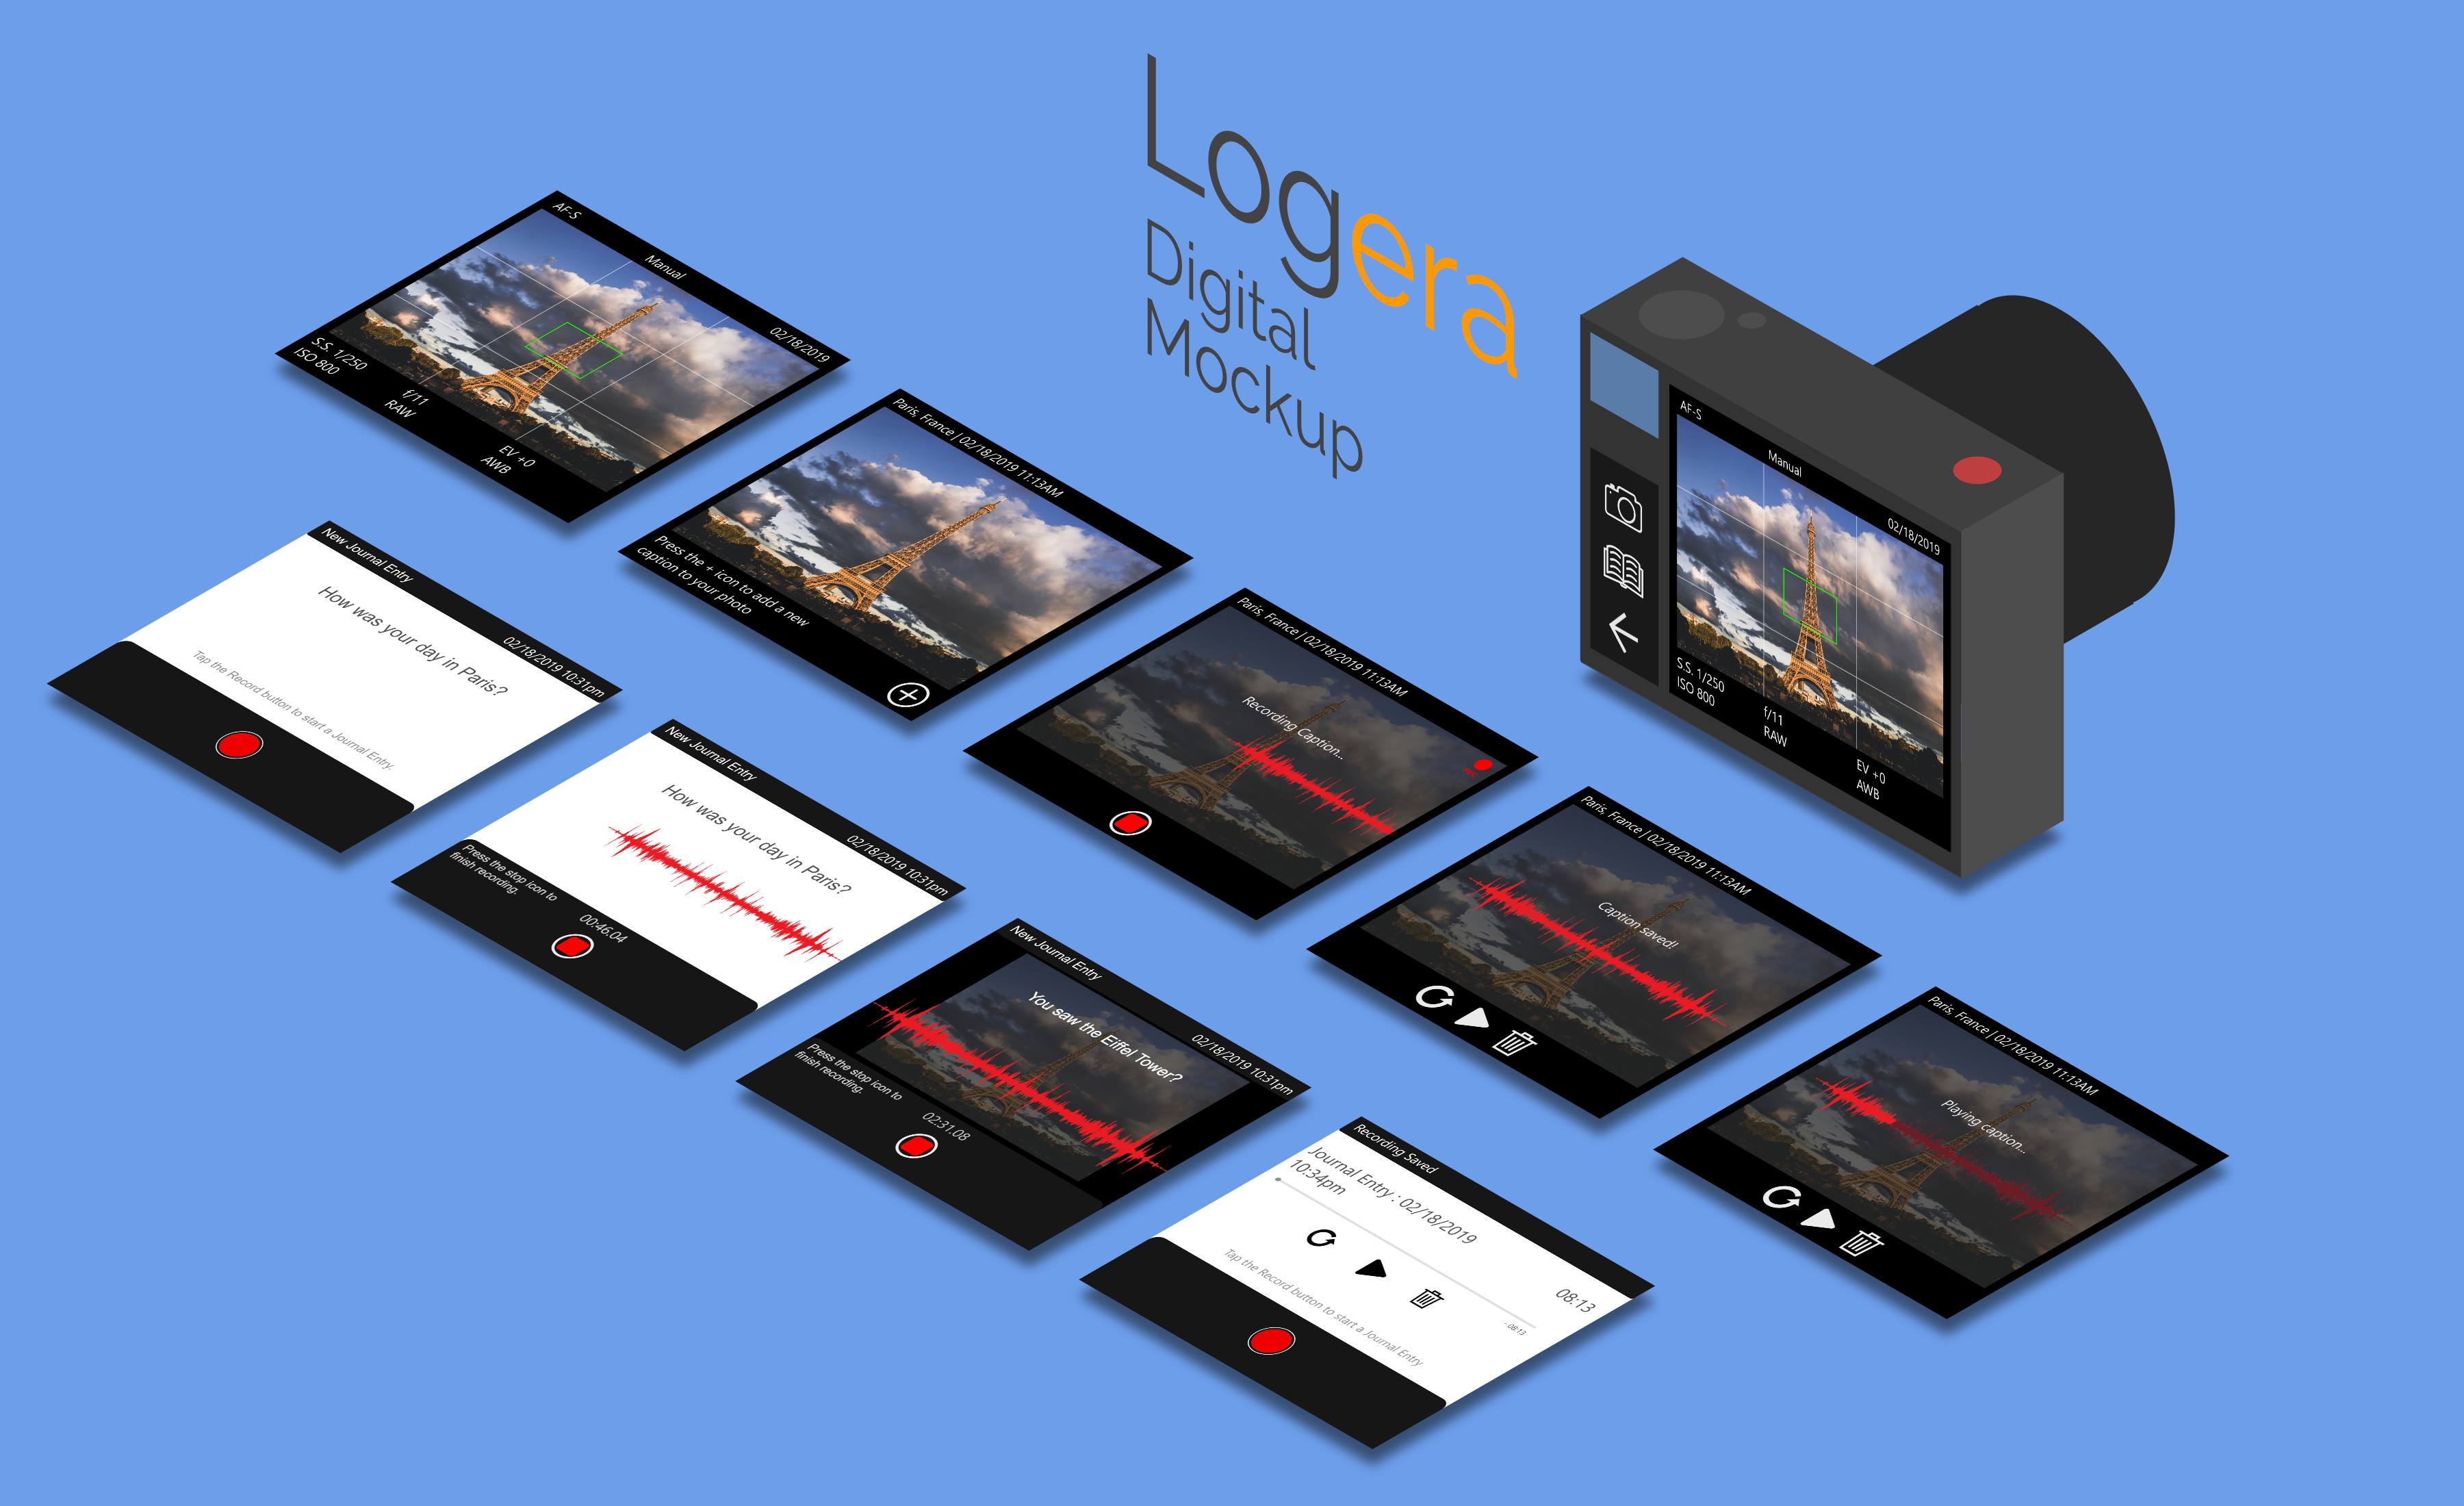 Logera
Digital
Mockup
AF-S
Manual
02/18/2019
S.S. 1/250
f/11
EV +0
ISO 800
RAW
AWB
Paris, France | 02/18/2019 11:13AM
Press the + icon to add a new
caption to your photo
Paris, France | 02/18/2019 11:13AM
Recording Caption...
Paris, France | 02/18/2019 11:13AM
Caption saved!
Paris, France | 02/18/2019 11:13AM
Playing caption...
AF-S
Manual
02/18/2019
S.S. 1/250
f/11
EV +0
ISO 800
RAW
AWB
New Journal Entry
02/18/2019 10:31pm
How was your day in Paris?
Tap the Record button to start a Journal Entry.
New Journal Entry
02/18/2019 10:31pm
How was your day in Paris?
Press the stop icon to
finish recording.
00:46.04
New Journal Entry
02/18/2019 10:31pm
You saw the Eiffel Tower?
Press the stop icon to
finish recording.
02:31.08
Recording Saved
Journal Entry : 02/18/2019
10:34pm
08:13
- 08:13
Tap the Record button to start a Journal Entry